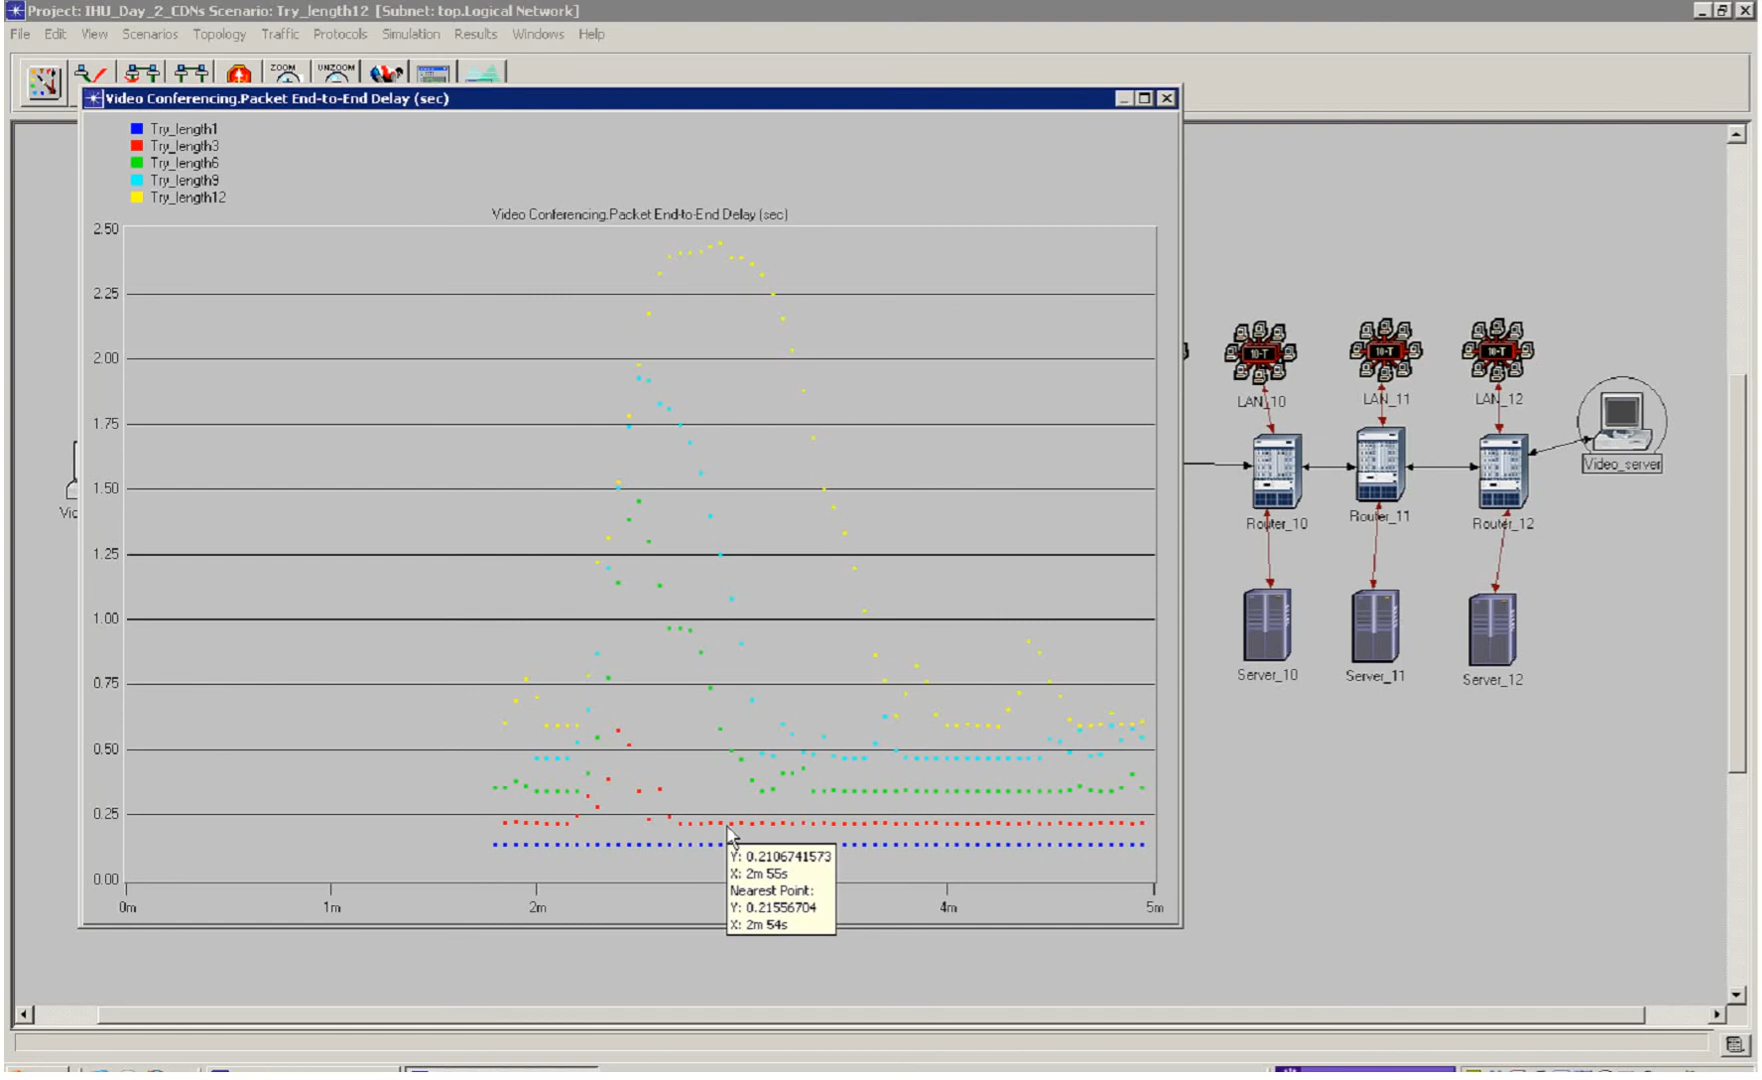 Project: IHU_Day_2_CDNs Scenario: Try_length12 [Subnet: top.Logical Network]
File Edit View Scenarios Topology Traffic Protocols Simulation Results Windows Help
ZOOM UNZOOM
Video Conferencing.Packet End-to-End Delay (sec)
Try_length1
Try_length3
Try_length6
Try_length9
Try_length12
Video Conferencing.Packet End-to-End Delay (sec)
2.50
2.25
2.00
1.75
1.50
1.25
1.00
0.75
0.50
0.25
0.00
0m 1m 2m 4m 5m
Y: 0.2106741573
X: 2m 55s
Nearest Point:
Y: 0.21556704
X: 2m 54s
Vic
10-T 10-T 10-T
LAN_10 LAN_11 LAN_12
Video_server
Router_10 Router_11 Router_12
Server_10 Server_11 Server_12